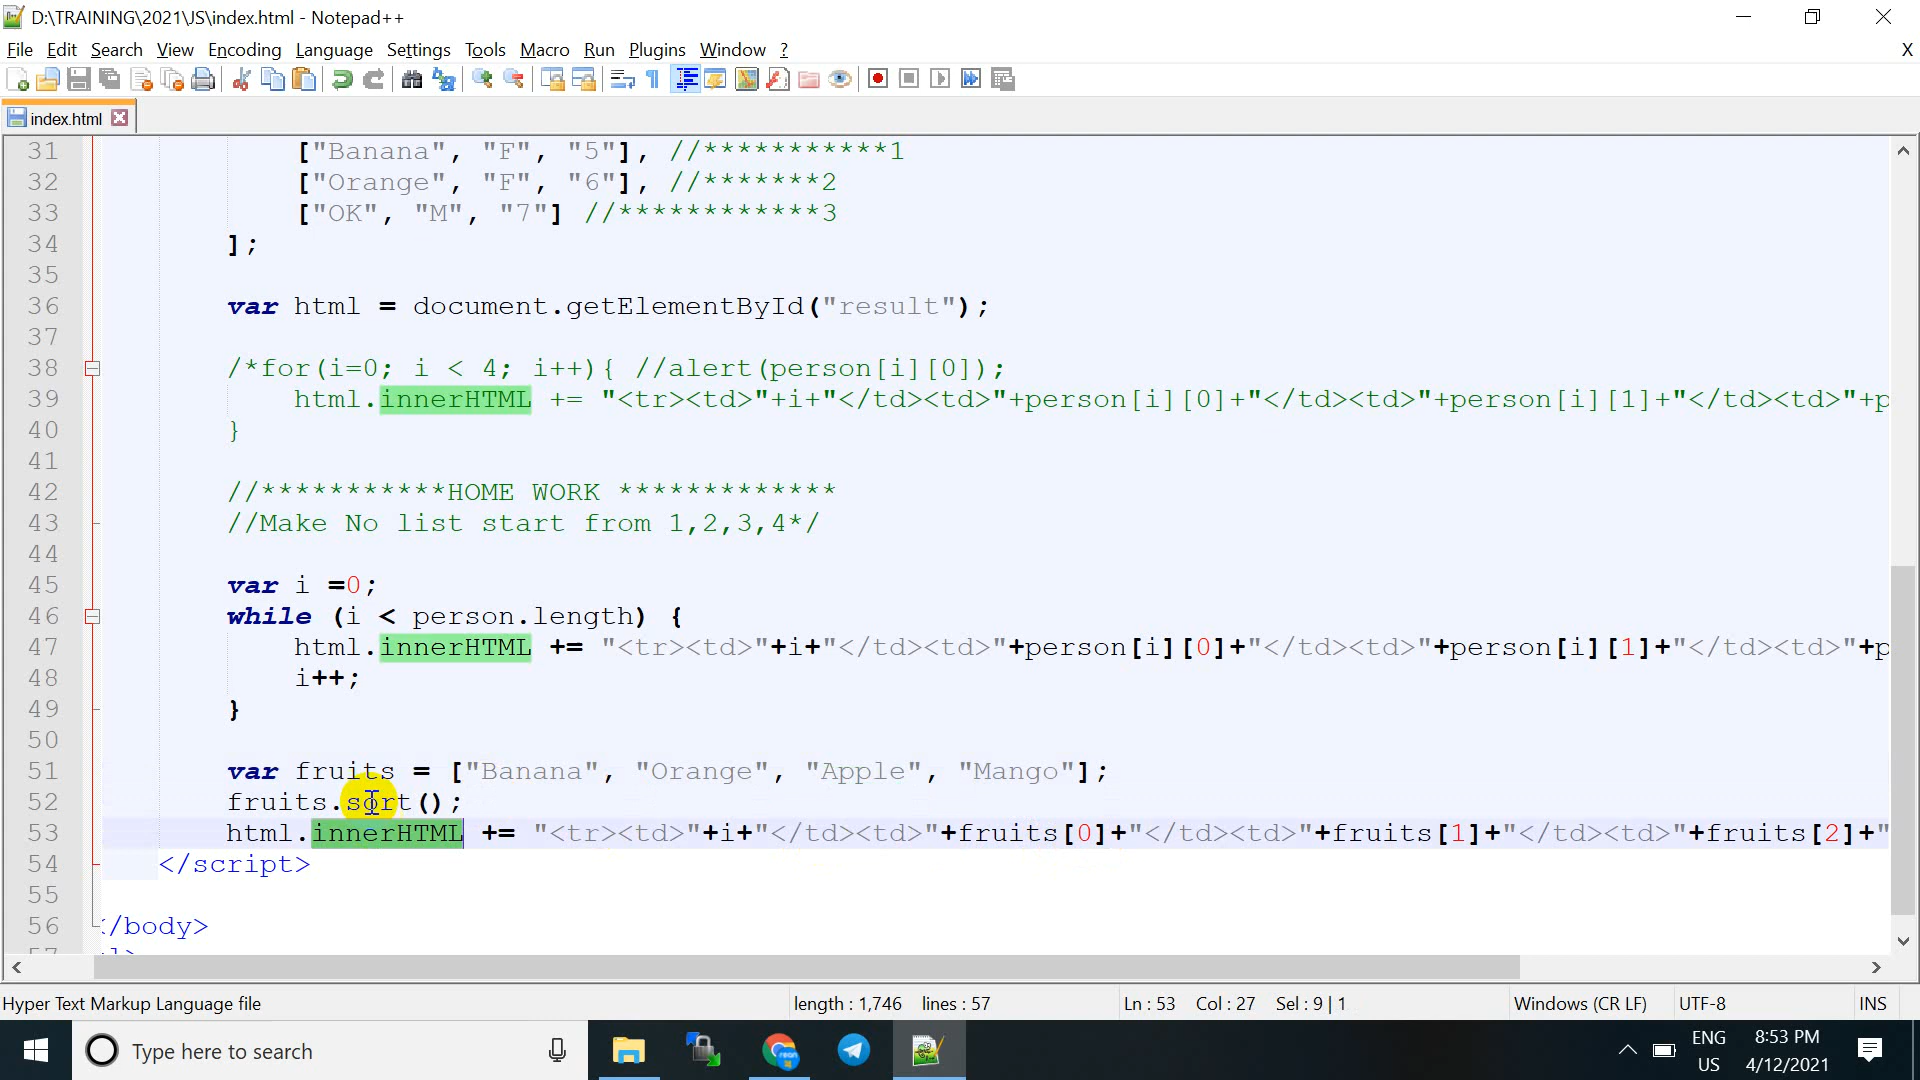 D:\TRAINING\2021\JS\index.html - Notepad++
File Edit Search View Encoding Language Settings Tools Macro Run Plugins Window ? X
index.html
31 ["Banana", "F", "5"], //***********1
32 ["Orange", "F", "6"], //*******2
33 ["OK", "M", "7"] //************3
34 ];
35
36 var html = document.getElementById("result");
37
38 /*for(i=0; i < 4; i++){ //alert(person[i][0]);
39 html.innerHTML += "<tr><td>"+i+"</td><td>"+person[i][0]+"</td><td>"+person[i][1]+"</td><td>"+p
40 }
41
42 //***********HOME WORK *************
43 //Make No list start from 1,2,3,4*/
44
45 var i =0;
46 while (i < person.length) {
47 html.innerHTML += "<tr><td>"+i+"</td><td>"+person[i][0]+"</td><td>"+person[i][1]+"</td><td>"+p
48 i++;
49 }
50
51 var fruits = ["Banana", "Orange", "Apple", "Mango"];
52 fruits.sort();
53 html.innerHTML += "<tr><td>"+i+"</td><td>"+fruits[0]+"</td><td>"+fruits[1]+"</td><td>"+fruits[2]+"
54 </script>
55
56 </body>
Hyper Text Markup Language file length : 1,746 lines : 57 Ln : 53 Col : 27 Sel : 9 | 1 Windows (CR LF) UTF-8 INS
Type here to search
ENG
US
8:53 PM
4/12/2021